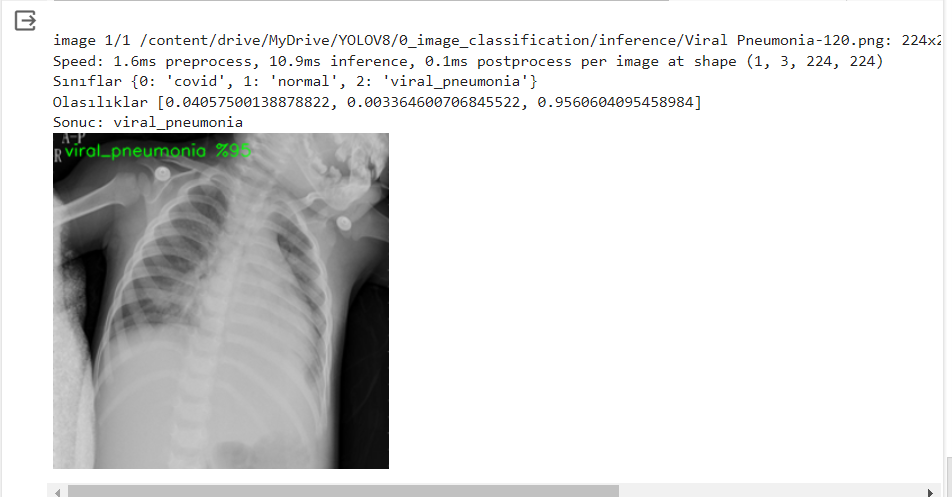 image 1/1 /content/drive/MyDrive/YOLOV8/0_image_classification/inference/Viral Pneumonia-120.png: 224x2
Speed: 1.6ms preprocess, 10.9ms inference, 0.1ms postprocess per image at shape (1, 3, 224, 224)
Sınıflar {0: 'covid', 1: 'normal', 2: 'viral_pneumonia'}
Olasılıklar [0.04057500138878822, 0.003364600706845522, 0.9560604095458984]
Sonuc: viral_pneumonia
A-P
R viral_pneumonia %95